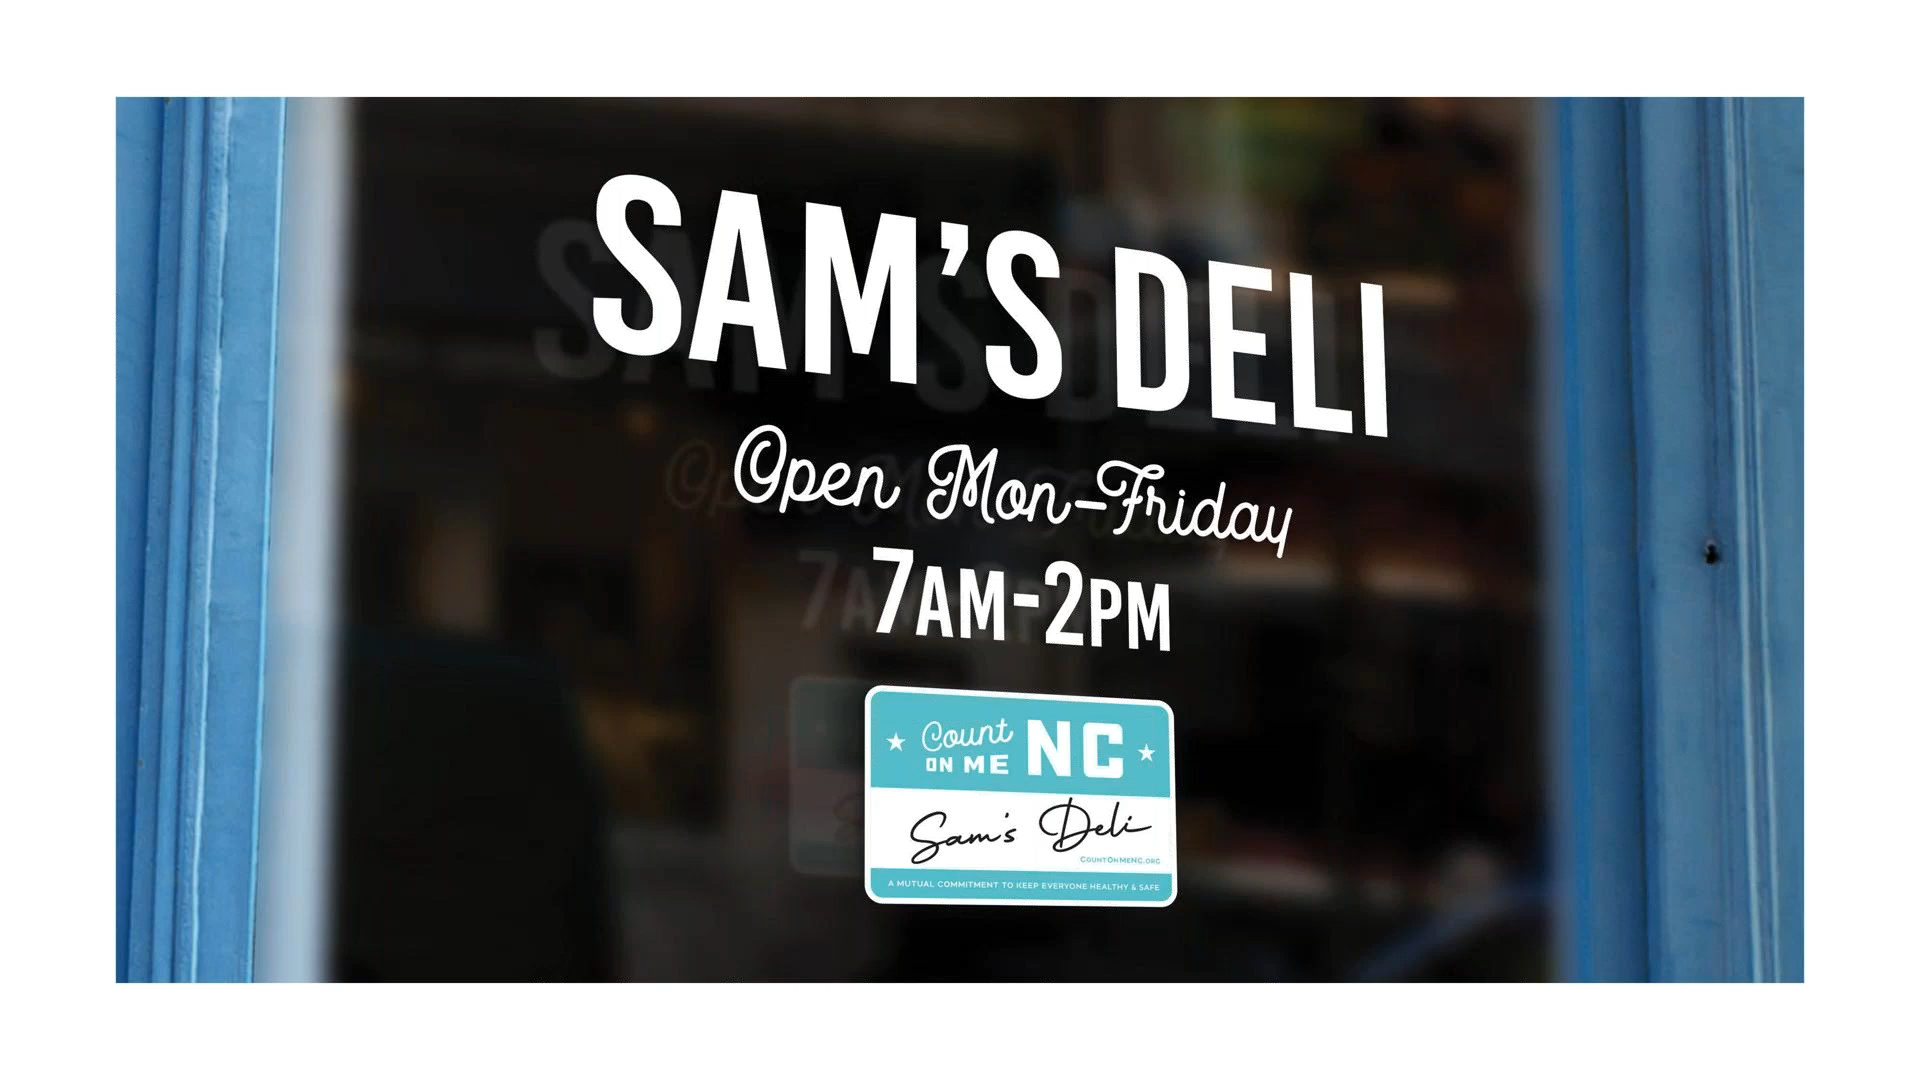 SAM'S DELI
Open Mon-Friday
7AM-2PM
Count
ON ME NC
Sam's Deli
COUNTONMENC.ORG
A MUTUAL COMMITMENT TO KEEP EVERYONE HEALTHY & SAFE